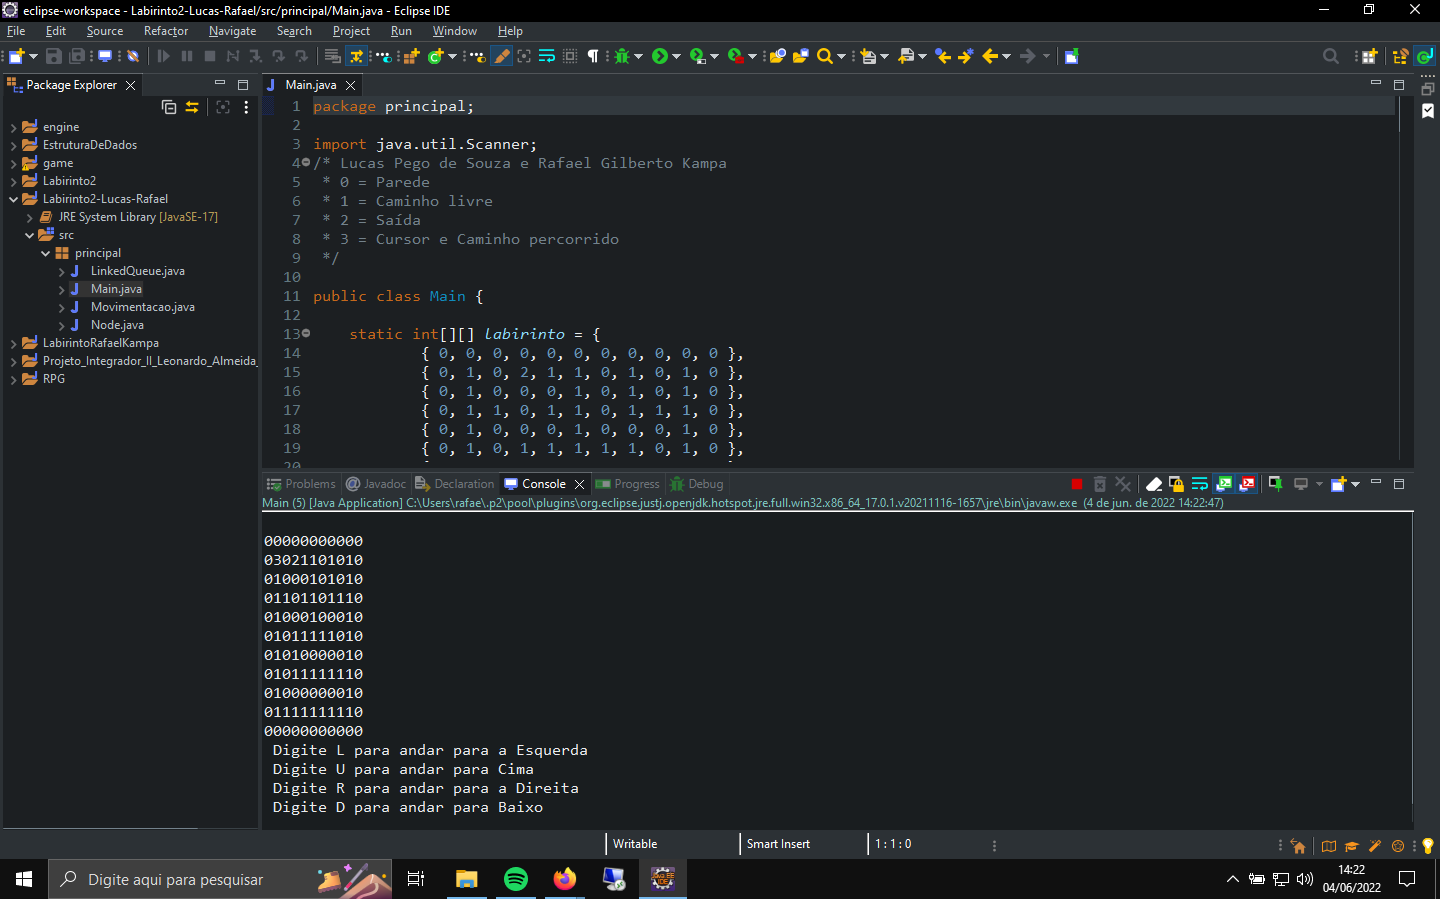 eclipse-workspace - Labirinto2-Lucas-Rafael/src/principal/Main.java - Eclipse IDE
File Edit Source Refactor Navigate Search Project Run Window Help
Package Explorer
engine
EstruturaDeDados
game
Labirinto2
Labirinto2-Lucas-Rafael
JRE System Library [JavaSE-17]
src
principal
LinkedQueue.java
Main.java
Movimentacao.java
Node.java
LabirintoRafaelKampa
Projeto_Integrador_II_Leonardo_Almeida_
RPG
Main.java
1 package principal;
2
3 import java.util.Scanner;
4 /* Lucas Pego de Souza e Rafael Gilberto Kampa
5 * 0 = Parede
6 * 1 = Caminho livre
7 * 2 = Saída
8 * 3 = Cursor e Caminho percorrido
9 */
10
11 public class Main {
12
13 static int[][] labirinto = {
14 { 0, 0, 0, 0, 0, 0, 0, 0, 0, 0, 0 },
15 { 0, 1, 0, 2, 1, 1, 0, 1, 0, 1, 0 },
16 { 0, 1, 0, 0, 0, 1, 0, 1, 0, 1, 0 },
17 { 0, 1, 1, 0, 1, 1, 0, 1, 1, 1, 0 },
18 { 0, 1, 0, 0, 0, 1, 0, 0, 0, 1, 0 },
19 { 0, 1, 0, 1, 1, 1, 1, 1, 0, 1, 0 },
20
Problems Javadoc Declaration Console Progress Debug
Main (5) [Java Application] C:\Users\rafae\.p2\pool\plugins\org.eclipse.justj.openjdk.hotspot.jre.full.win32.x86_64_17.0.1.v20211116-1657\jre\bin\javaw.exe (4 de jun. de 2022 14:22:47)
00000000000
03021101010
01000101010
01101101110
01000100010
01011111010
01010000010
01011111110
01000000010
01111111110
00000000000
Digite L para andar para a Esquerda
Digite U para andar para Cima
Digite R para andar para a Direita
Digite D para andar para Baixo
Writable Smart Insert 1 : 1 : 0
Digite aqui para pesquisar
14:22
04/06/2022